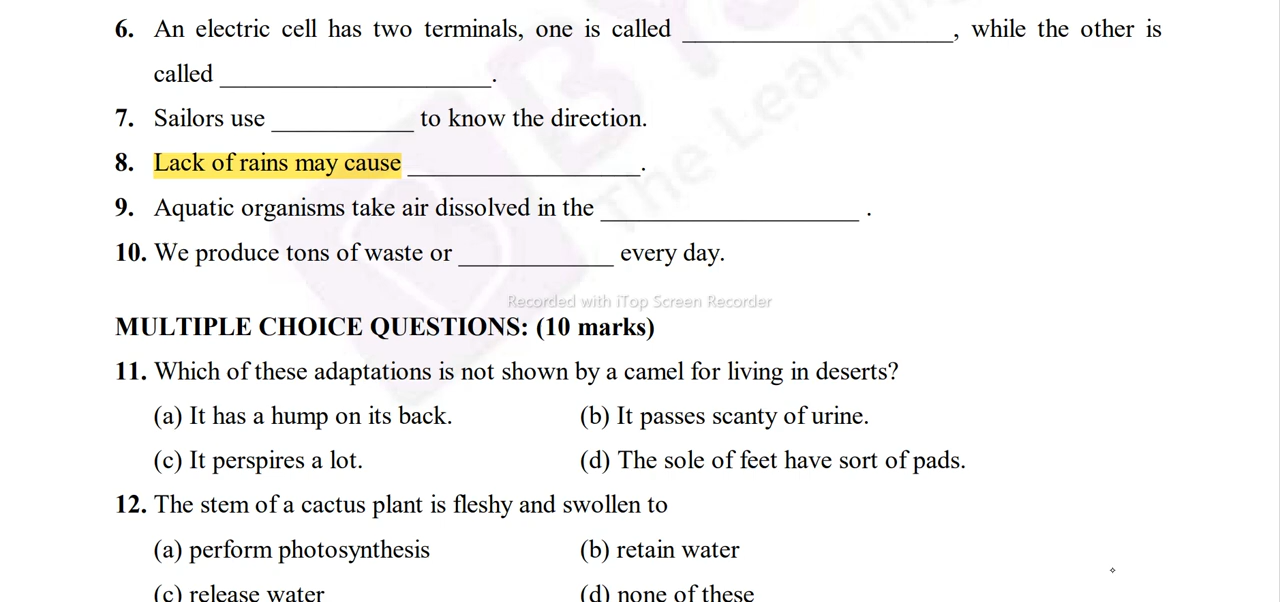 6. An electric cell has two terminals, one is called ____________________, while the other is
called ____________________.
7. Sailors use ___________ to know the direction.
8. Lack of rains may cause __________________.
9. Aquatic organisms take air dissolved in the ____________________ .
10. We produce tons of waste or ____________ every day.
Recorded with iTop Screen Recorder
MULTIPLE CHOICE QUESTIONS: (10 marks)
11. Which of these adaptations is not shown by a camel for living in deserts?
(a) It has a hump on its back. (b) It passes scanty of urine.
(c) It perspires a lot. (d) The sole of feet have sort of pads.
12. The stem of a cactus plant is fleshy and swollen to
(a) perform photosynthesis (b) retain water
(c) release water (d) none of these